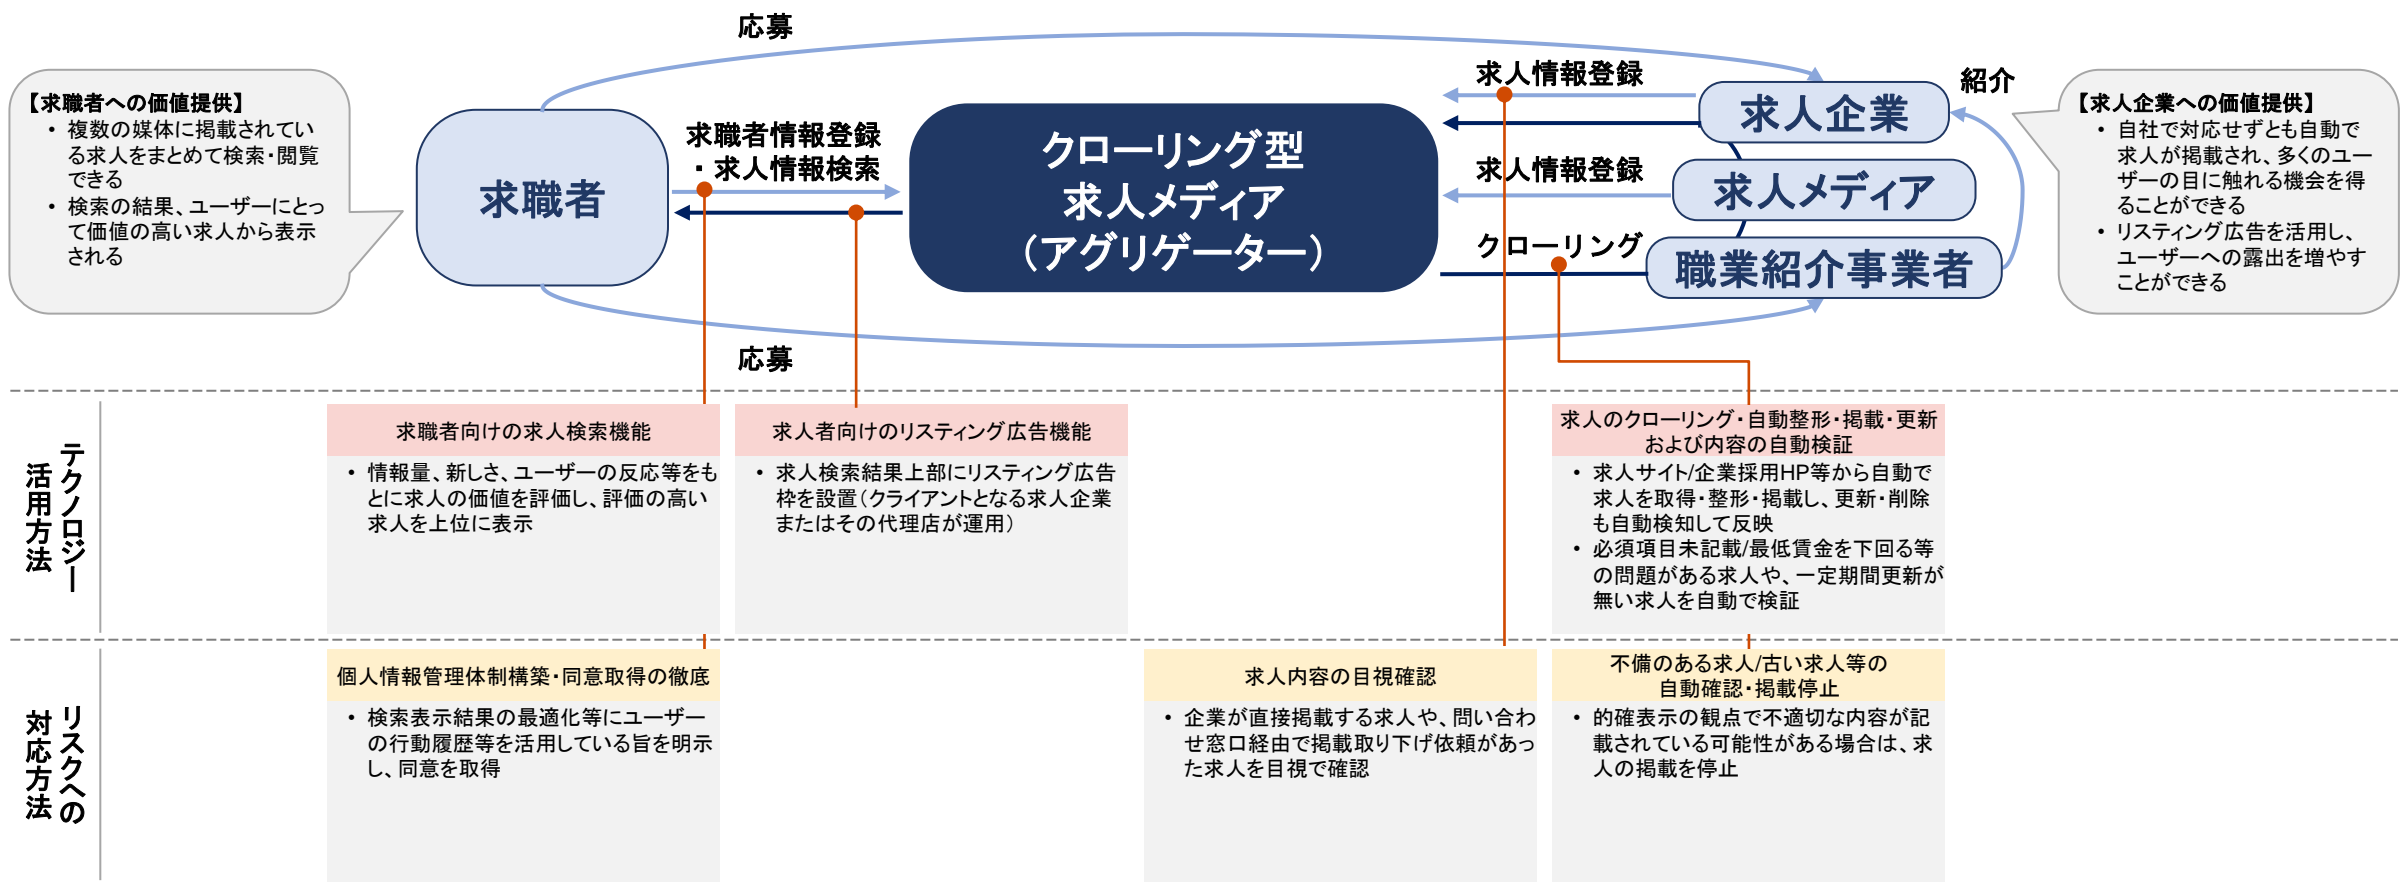 応募
【求職者への価値提供】
• 複数の媒体に掲載されてい
る求人をまとめて検索・閲覧
できる
• 検索の結果、ユーザーにとっ
て価値の高い求人から表示
される
求職者
求職者情報登録
・求人情報検索
クローリング型
求人メディア
（アグリゲーター）
求人情報登録
求人情報登録
クローリング
求人企業
求人メディア
職業紹介事業者
紹介
【求人企業への価値提供】
• 自社で対応せずとも自動で
求人が掲載され、多くのユー
ザーの目に触れる機会を得
ることができる
• リスティング広告を活用し、
ユーザーへの露出を増やす
ことができる
応募
テクノロジー
活用方法
求職者向けの求人検索機能
• 情報量、新しさ、ユーザーの反応等をも
とに求人の価値を評価し、評価の高い
求人を上位に表示
求人者向けのリスティング広告機能
• 求人検索結果上部にリスティング広告
枠を設置（クライアントとなる求人企業
またはその代理店が運用）
求人のクローリング・自動整形・掲載・更新
および内容の自動検証
• 求人サイト/企業採用HP等から自動で
求人を取得・整形・掲載し、更新・削除
も自動検知して反映
• 必須項目未記載/最低賃金を下回る等
の問題がある求人や、一定期間更新が
無い求人を自動で検証
リスクへの
対応方法
個人情報管理体制構築・同意取得の徹底
• 検索表示結果の最適化等にユーザー
の行動履歴等を活用している旨を明示
し、同意を取得
求人内容の目視確認
• 企業が直接掲載する求人や、問い合わ
せ窓口経由で掲載取り下げ依頼があっ
た求人を目視で確認
不備のある求人/古い求人等の
自動確認・掲載停止
• 的確表示の観点で不適切な内容が記
載されている可能性がある場合は、求
人の掲載を停止